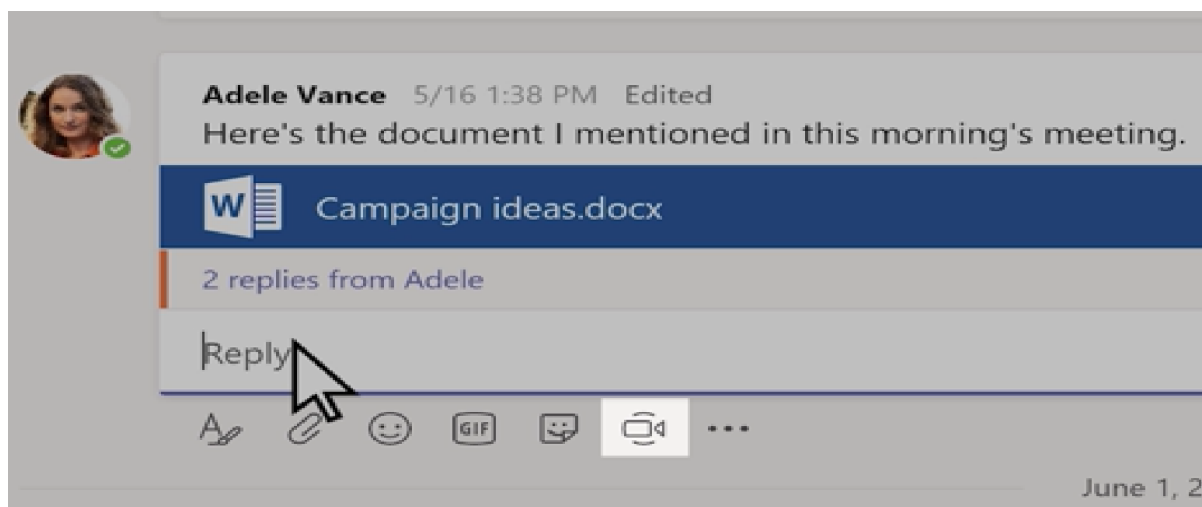 Adele Vance 5/16 1:38 PM Edited
Here's the document I mentioned in this morning's meeting.
W Campaign ideas.docx
2 replies from Adele
Reply
GIF
June 1, 2